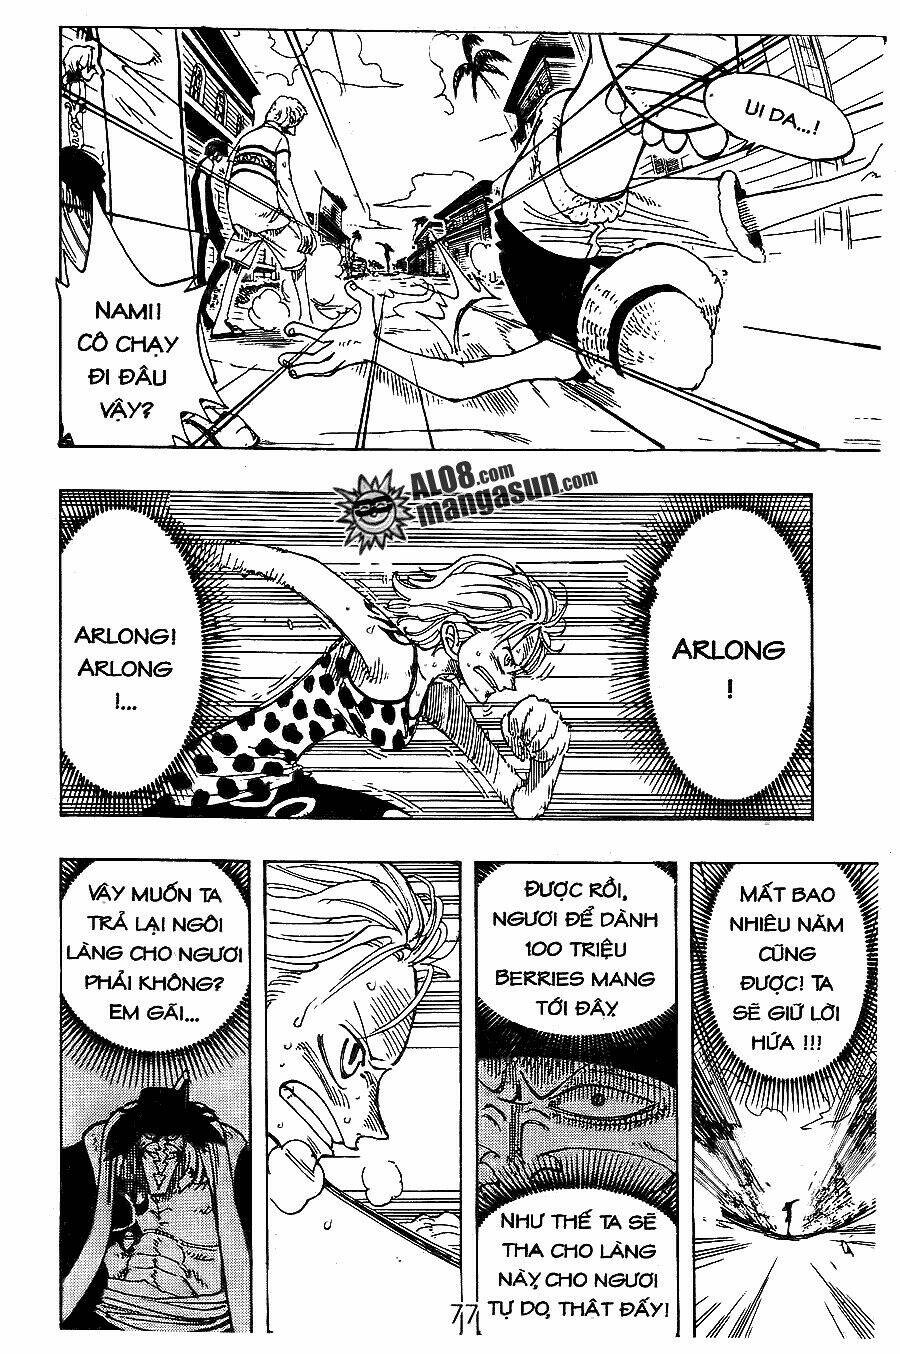 UI DA...!
NAMI!
CÔ CHẠY
ĐI ĐÂU
VẬY?
AL08.com
mangasun.com
ARLONG!
ARLONG
!...
ARLONG
!
VẬY MUỐN TA
TRẢ LẠI NGÔI
LÀNG CHO NGƯƠI
PHẢI KHÔNG?
EM GÃI...
ĐƯỢC RỒI,
NGƯƠI ĐỂ DÀNH
100 TRIỆU
BERRIES MANG
TỚI ĐÂY.
NHƯ THẾ TA SẼ
THA CHO LÀNG
NÀY, CHO NGƯƠI
TỰ DO, THẬT ĐẤY!
MẤT BAO
NHIÊU NĂM
CŨNG
ĐƯỢC! TA
SẼ GIỮ LỜI
HỨA !!!
77